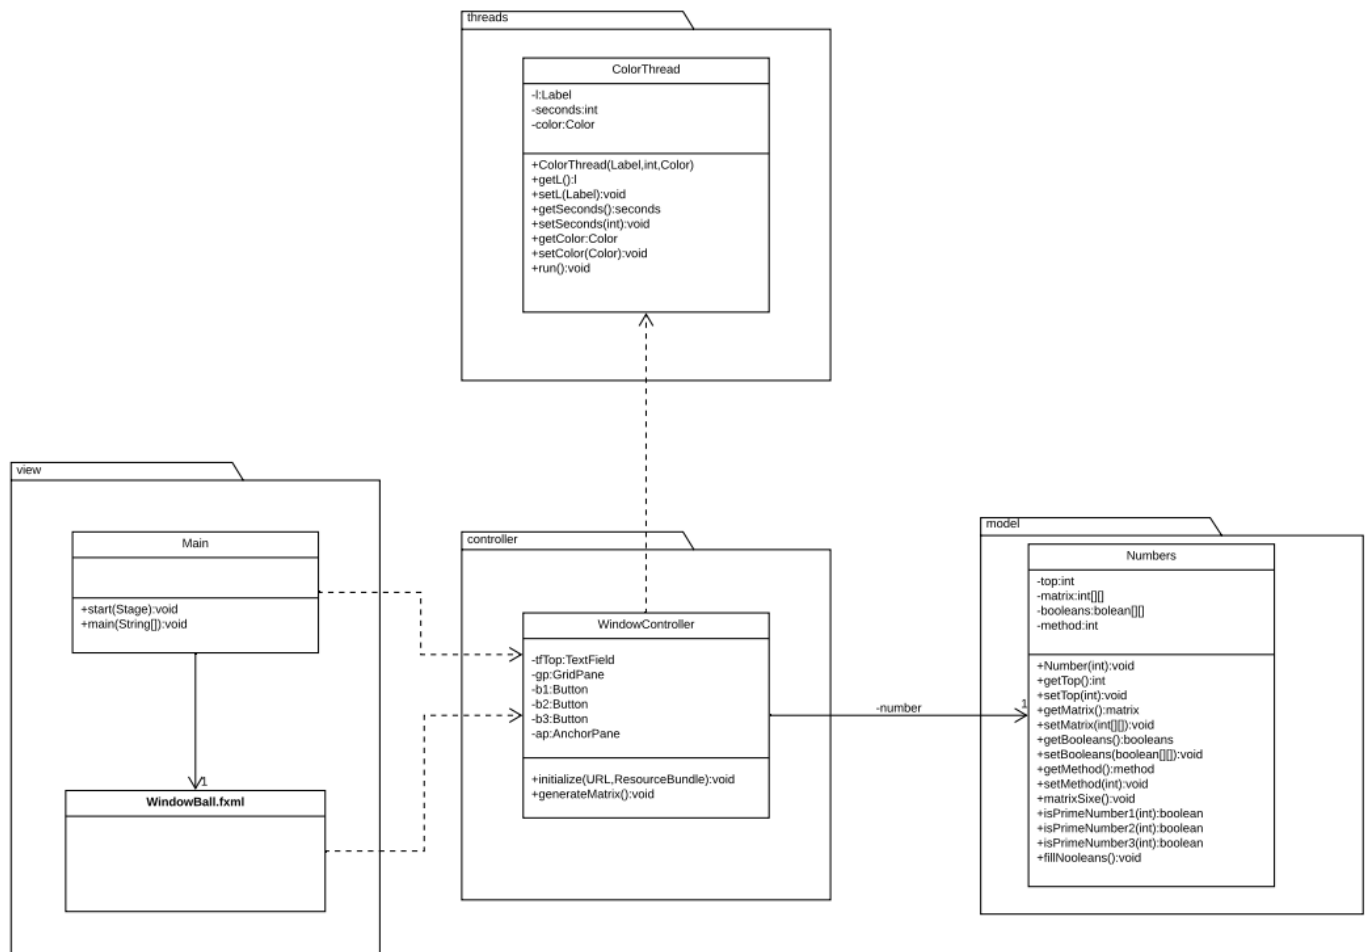 threads
ColorThread
-l:Label
-seconds:int
-color:Color
+ColorThread(Label,int,Color)
+getL():l
+setL(Label):void
+getSeconds():seconds
+setSeconds(int):void
+getColor:Color
+setColor(Color):void
+run():void
view
Main
+start(Stage):void
+main(String[]):void
1
WindowBall.fxml
controller
WindowController
-tfTop:TextField
-gp:GridPane
-b1:Button
-b2:Button
-b3:Button
-ap:AnchorPane
+initialize(URL,ResourceBundle):void
+generateMatrix():void
-number
1
model
Numbers
-top:int
-matrix:int[][]
-booleans:bolean[][]
-method:int
+Number(int):void
+getTop():int
+setTop(int):void
+getMatrix():matrix
+setMatrix(int[][]):void
+getBooleans():booleans
+setBooleans(boolean[][]):void
+getMethod():method
+setMethod(int):void
+matrixSixe():void
+isPrimeNumber1(int):boolean
+isPrimeNumber2(int):boolean
+isPrimeNumber3(int):boolean
+fillNooleans():void